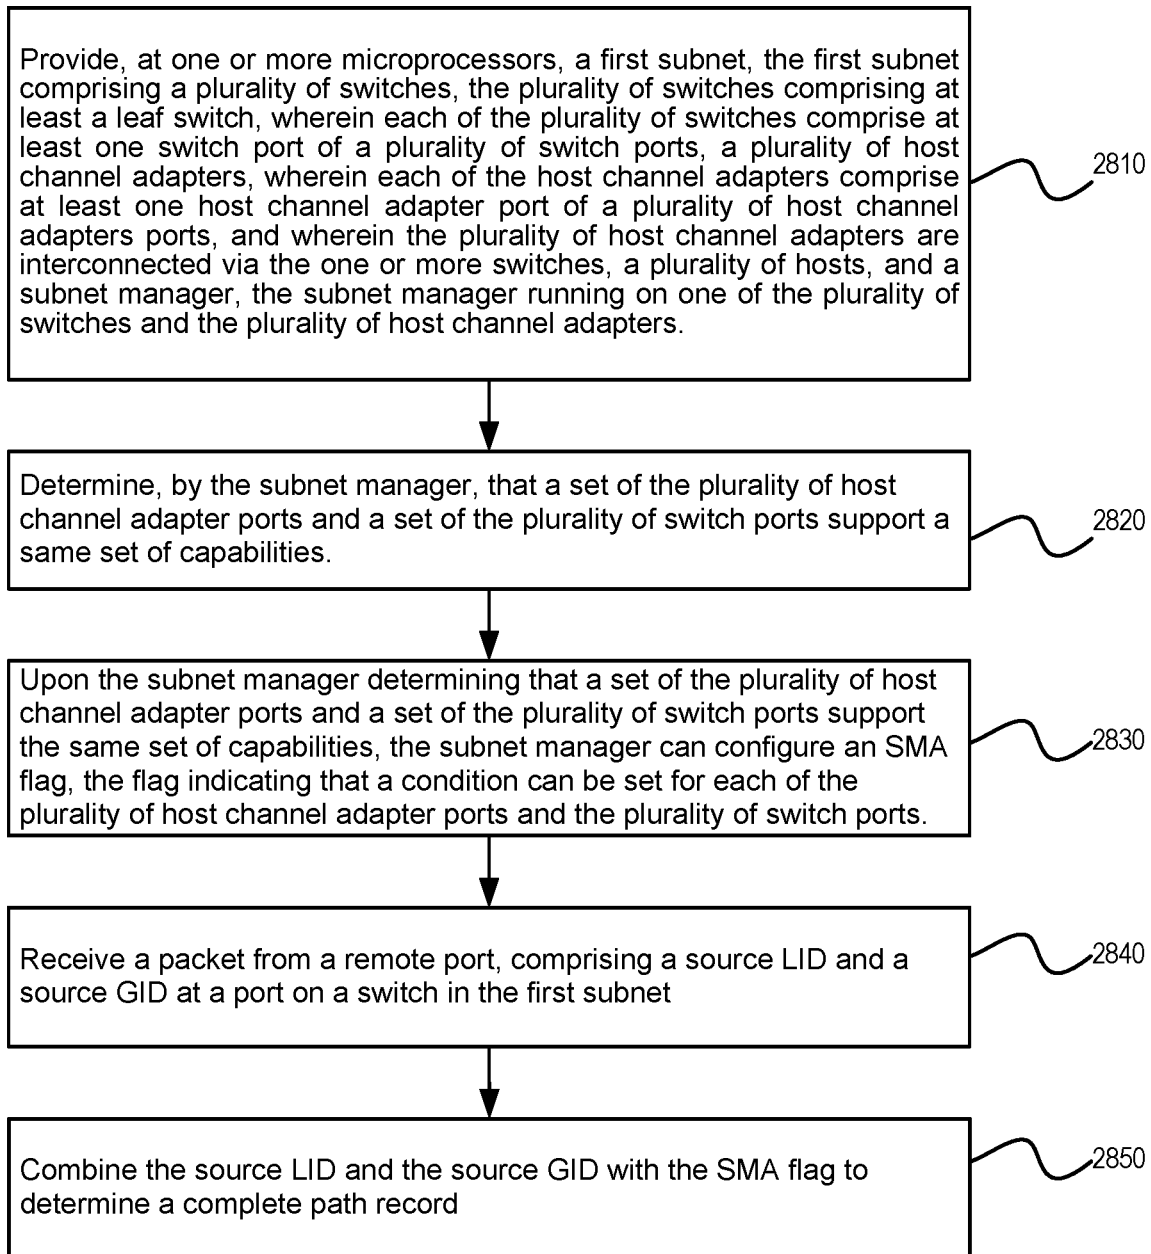 Provide, at one or more microprocessors, a first subnet, the first subnet
comprising a plurality of switches, the plurality of switches comprising at
least a leaf switch, wherein each of the plurality of switches comprise at
least one switch port of a plurality of switch ports, a plurality of host
channel adapters, wherein each of the host channel adapters comprise
at least one host channel adapter port of a plurality of host channel
adapters ports, and wherein the plurality of host channel adapters are
interconnected via the one or more switches, a plurality of hosts, and a
subnet manager, the subnet manager running on one of the plurality of
switches and the plurality of host channel adapters.
2810
Determine, by the subnet manager, that a set of the plurality of host
channel adapter ports and a set of the plurality of switch ports support a
same set of capabilities.
2820
Upon the subnet manager determining that a set of the plurality of host
channel adapter ports and a set of the plurality of switch ports support
the same set of capabilities, the subnet manager can configure an SMA
flag, the flag indicating that a condition can be set for each of the
plurality of host channel adapter ports and the plurality of switch ports.
2830
Receive a packet from a remote port, comprising a source LID and a
source GID at a port on a switch in the first subnet
2840
Combine the source LID and the source GID with the SMA flag to
determine a complete path record
2850